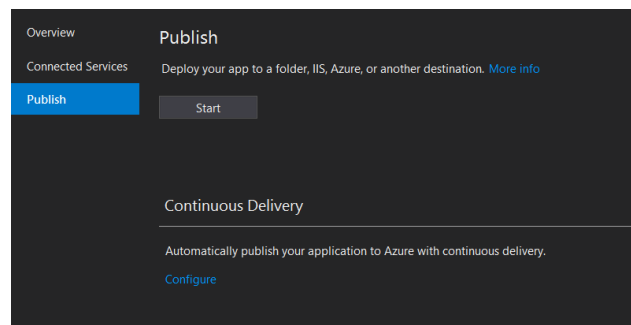 Overview
Connected Services
Publish
Publish
Deploy your app to a folder, IIS, Azure, or another destination. More info
Start
Continuous Delivery
Automatically publish your application to Azure with continuous delivery.
Configure